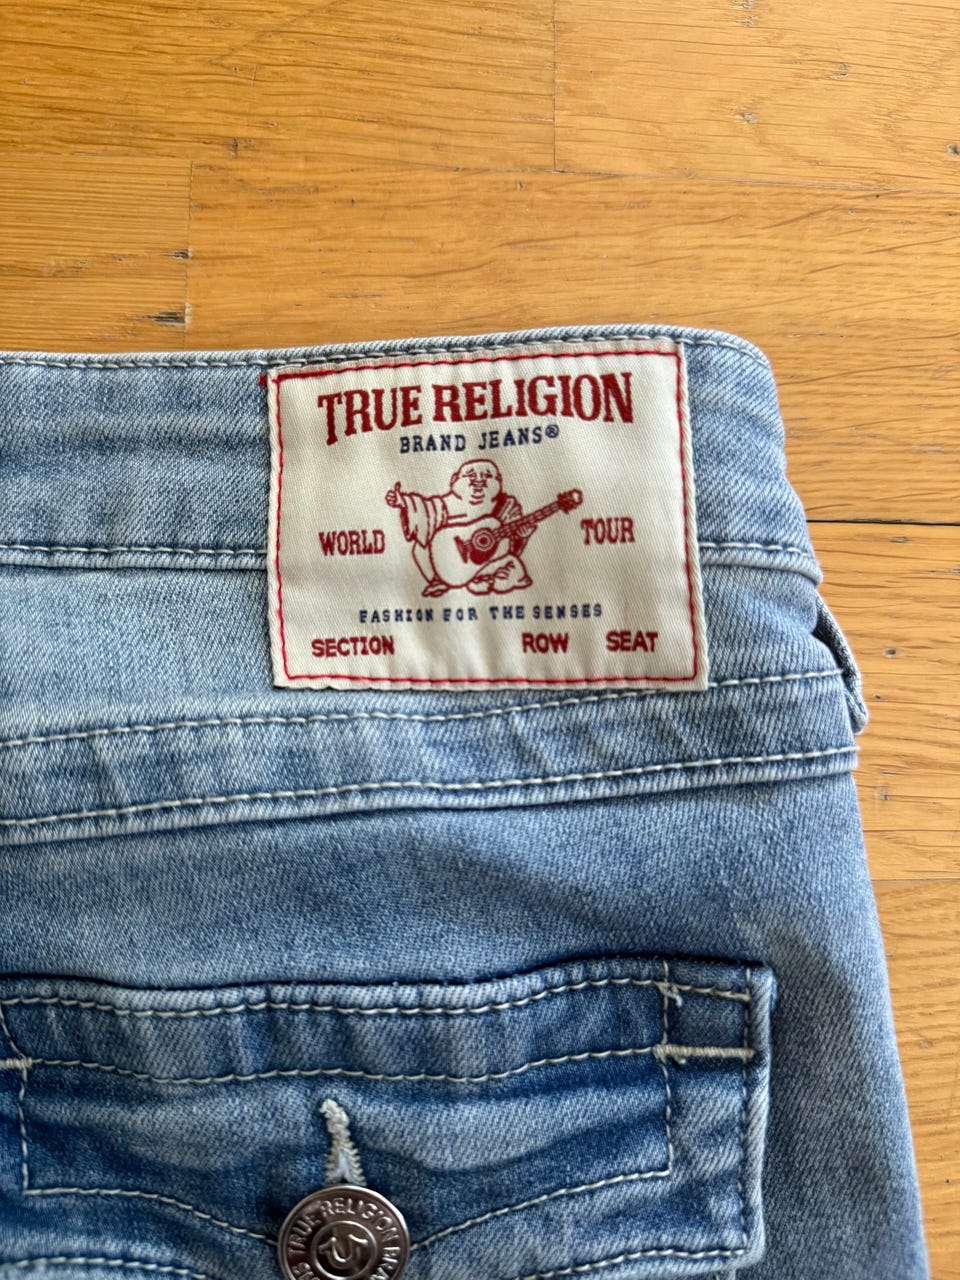 TRUE RELIGION
BRAND JEANS®
WORLD TOUR
FASHION FOR THE SENSES
SECTION ROW SEAT
TRUE RELIGION